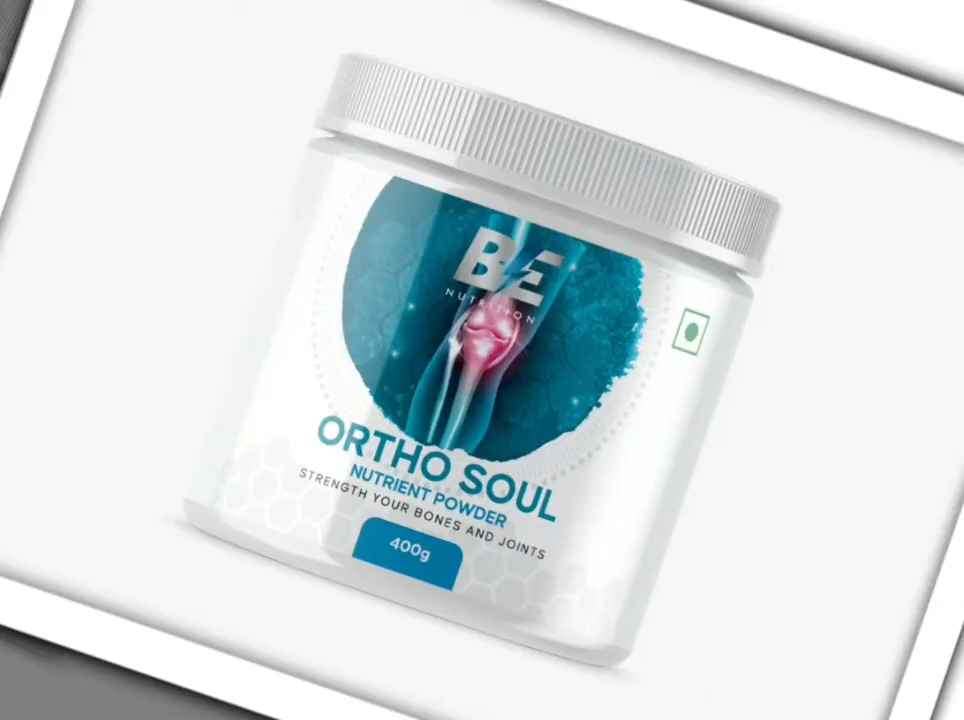 BE
NUTRITION
ORTHO SOUL
NUTRIENT POWDER
STRENGTH YOUR BONES AND JOINTS
400g